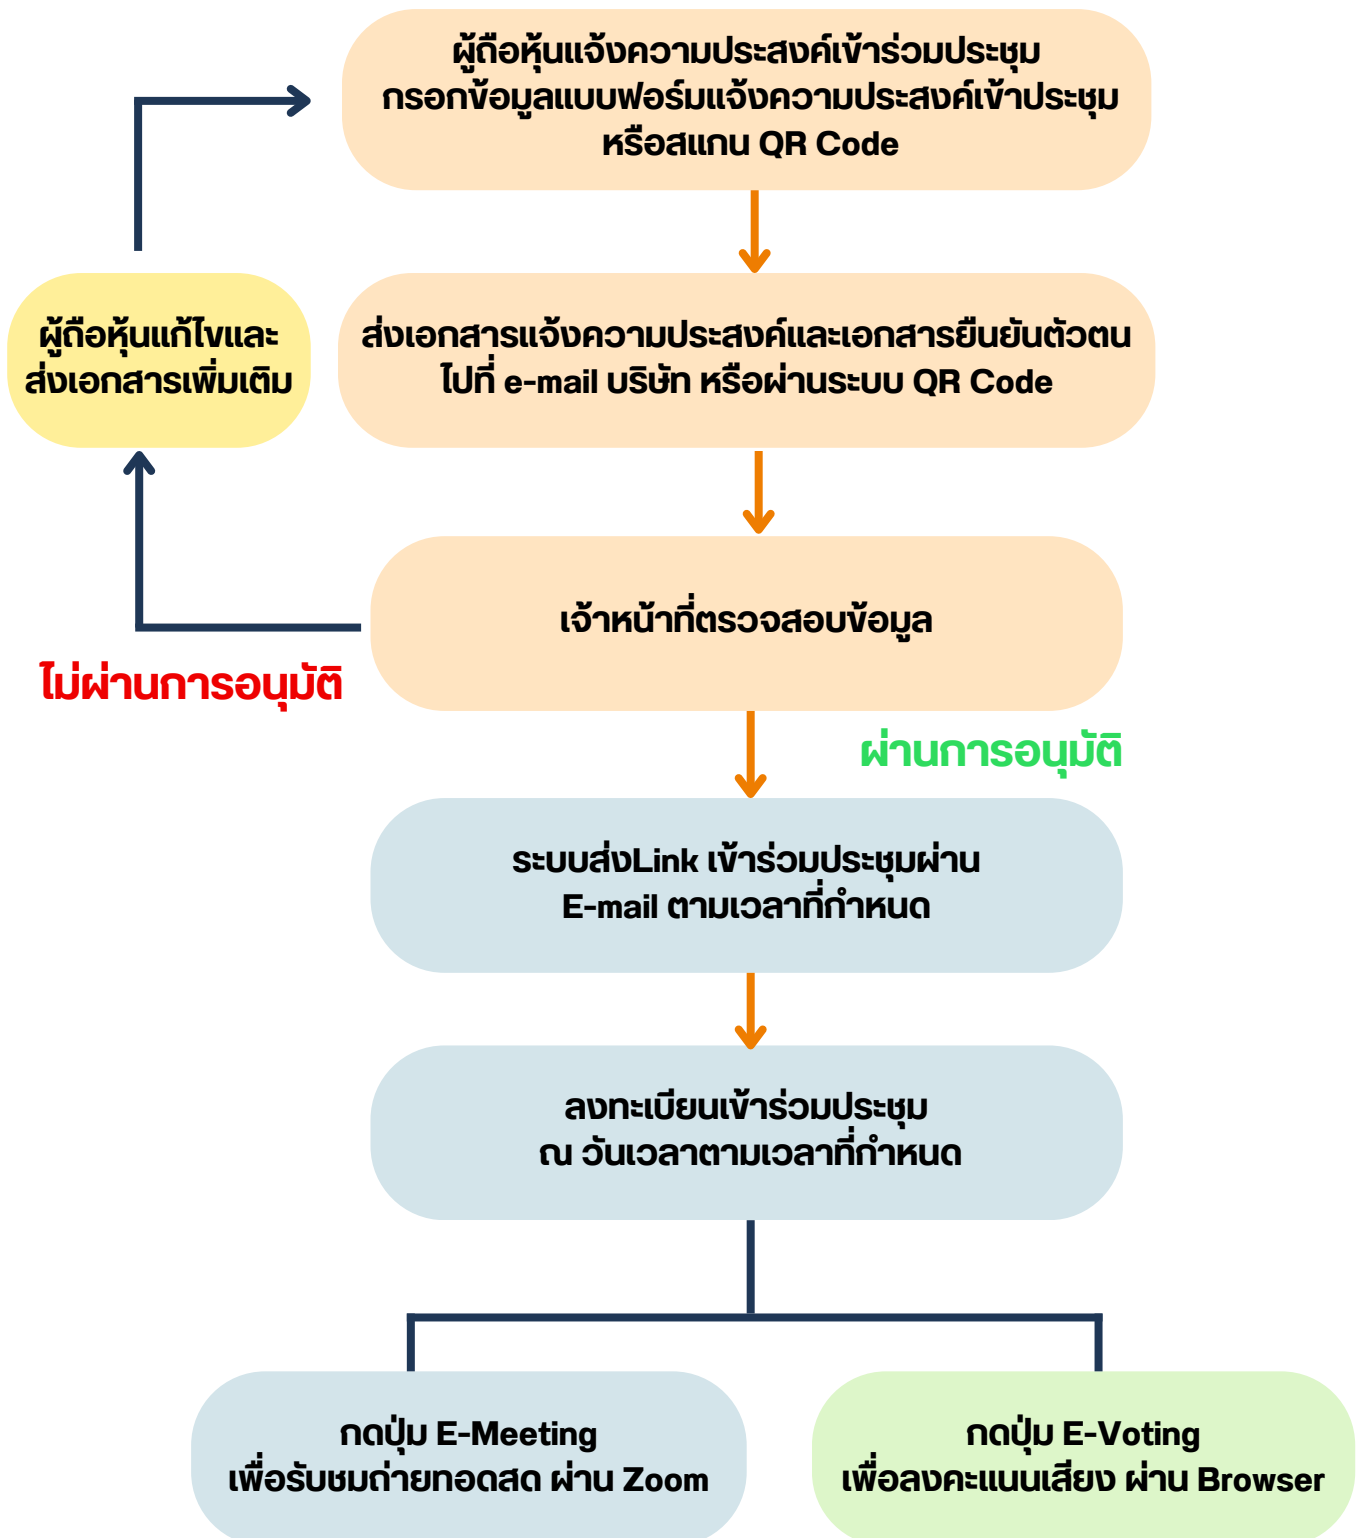 ผู้ถือหุ้นแจ้งความประสงค์เข้าร่วมประชุม
กรอกข้อมูลแบบฟอร์มแจ้งความประสงค์เข้าประชุม
หรือสแกน QR Code
ผู้ถือหุ้นแก้ไขและ
ส่งเอกสารเพิ่มเติม
ส่งเอกสารแจ้งความประสงค์และเอกสารยืนยันตัวตน
ไปที่ e-mail บริษัท หรือผ่านระบบ QR Code
เจ้าหน้าที่ตรวจสอบข้อมูล
ไม่ผ่านการอนุมัติ
ผ่านการอนุมัติ
ระบบส่งLink เข้าร่วมประชุมผ่าน
E-mail ตามเวลาที่กำหนด
ลงทะเบียนเข้าร่วมประชุม
ณ วันเวลาตามเวลาที่กำหนด
กดปุ่ม E-Meeting
เพื่อรับชมถ่ายทอดสด ผ่าน Zoom
กดปุ่ม E-Voting
เพื่อลงคะแนนเสียง ผ่าน Browser